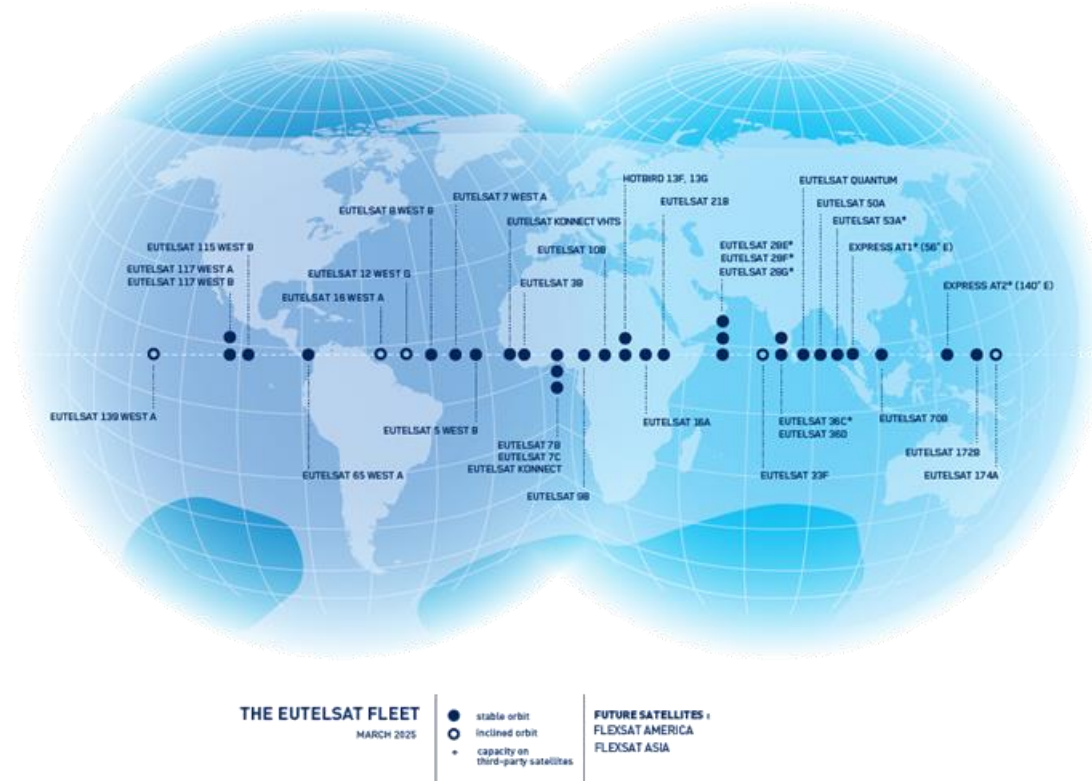 HOTBIRD 13F, 13G
EUTELSAT QUANTUM
EUTELSAT 7 WEST A
EUTELSAT 21B
EUTELSAT 50A
EUTELSAT 8 WEST B
EUTELSAT KONNECT VHTS
EUTELSAT 53A*
EUTELSAT 115 WEST B
EUTELSAT 10B
EUTELSAT 28E*
EUTELSAT 28F*
EUTELSAT 28G*
EXPRESS AT1* (56° E)
EUTELSAT 117 WEST A
EUTELSAT 117 WEST B
EUTELSAT 12 WEST G
EUTELSAT 3B
EXPRESS AT2* (140° E)
EUTELSAT 16 WEST A
EUTELSAT 139 WEST A
EUTELSAT 5 WEST B
EUTELSAT 16A
EUTELSAT 36C*
EUTELSAT 36D
EUTELSAT 70B
EUTELSAT 7B
EUTELSAT 7C
EUTELSAT KONNECT
EUTELSAT 172B
EUTELSAT 65 WEST A
EUTELSAT 33F
EUTELSAT 174A
EUTELSAT 9B
THE EUTELSAT FLEET
MARCH 2025
stable orbit
inclined orbit
* capacity on
third-party satellites
FUTURE SATELLITES :
FLEXSAT AMERICA
FLEXSAT ASIA